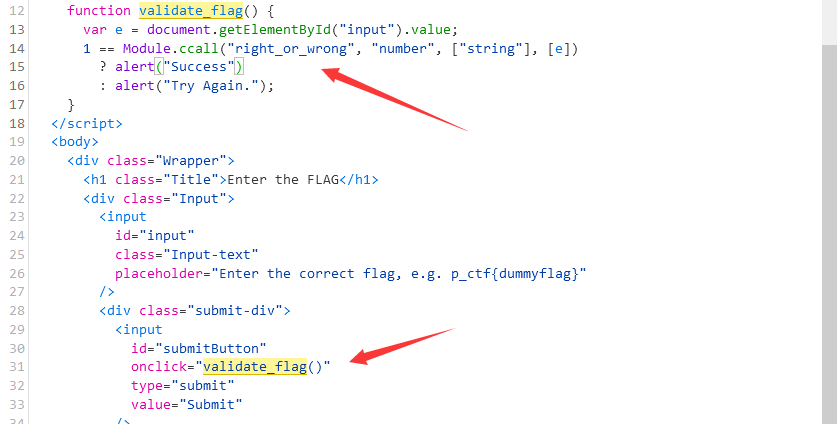 12 function validate_flag() {
13 var e = document.getElementById("input").value;
14 1 == Module.ccall("right_or_wrong", "number", ["string"], [e])
15 ? alert("Success")
16 : alert("Try Again.");
17 }
18 </script>
19 <body>
20 <div class="Wrapper">
21 <h1 class="Title">Enter the FLAG</h1>
22 <div class="Input">
23 <input
24 id="input"
25 class="Input-text"
26 placeholder="Enter the correct flag, e.g. p_ctf{dummyflag}"
27 />
28 <div class="submit-div">
29 <input
30 id="submitButton"
31 onclick="validate_flag()"
32 type="submit"
33 value="Submit"
34 />